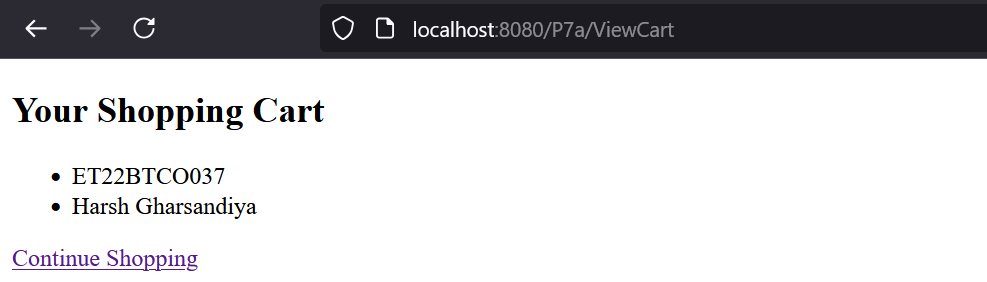 localhost:8080/P7a/ViewCart
Your Shopping Cart
ET22BTCO037
Harsh Gharsandiya
Continue Shopping